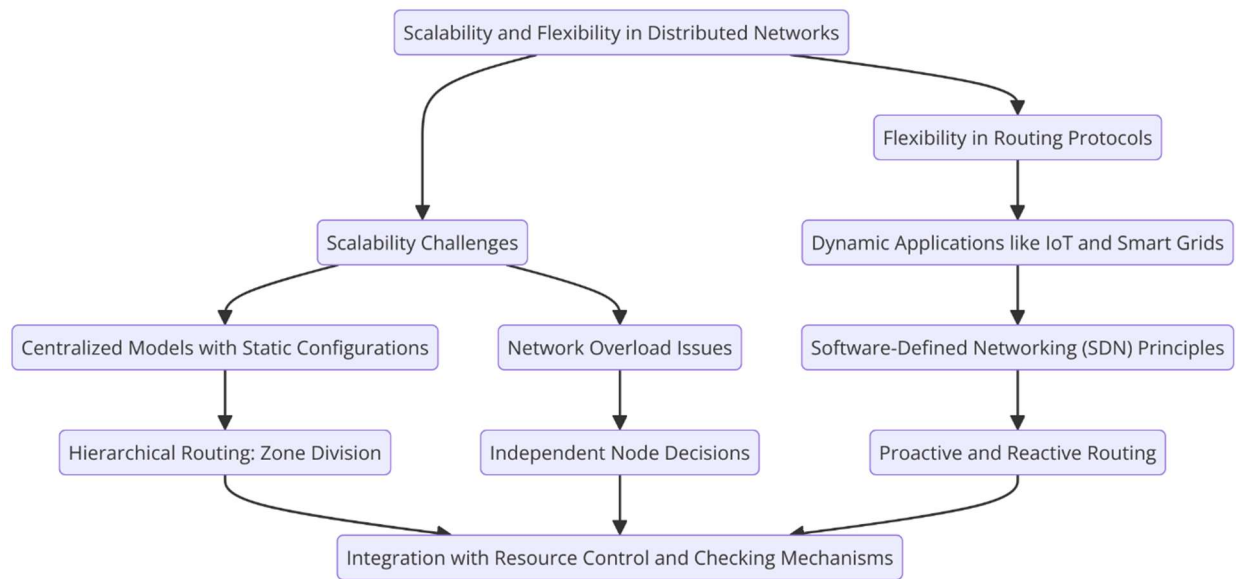 Scalability and Flexibility in Distributed Networks
Flexibility in Routing Protocols
Scalability Challenges
Dynamic Applications like IoT and Smart Grids
Centralized Models with Static Configurations
Network Overload Issues
Software-Defined Networking (SDN) Principles
Hierarchical Routing: Zone Division
Independent Node Decisions
Proactive and Reactive Routing
Integration with Resource Control and Checking Mechanisms